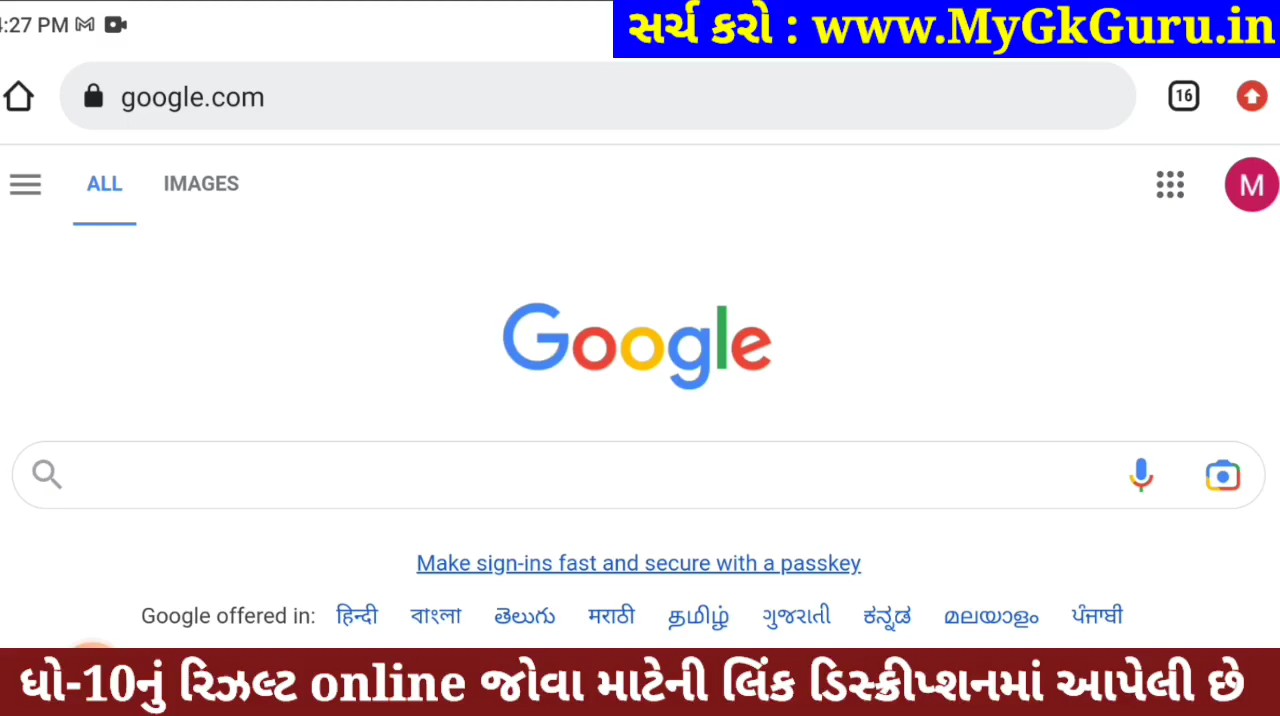 :27 PM
સર્ચ કરો : www.MyGkGuru.in
google.com
16
ALL IMAGES
M
Google
Make sign-ins fast and secure with a passkey
Google offered in: हिन्दी বাংলা తెలుగు मराठी தமிழ் ગુજરાતી ಕನ್ನಡ മലയാളം ਪੰਜਾਬੀ
ધો-10નું રિઝલ્ટ online જોવા માટેની લિંક ડિસ્ક્રીપ્શનમાં આપેલી છે